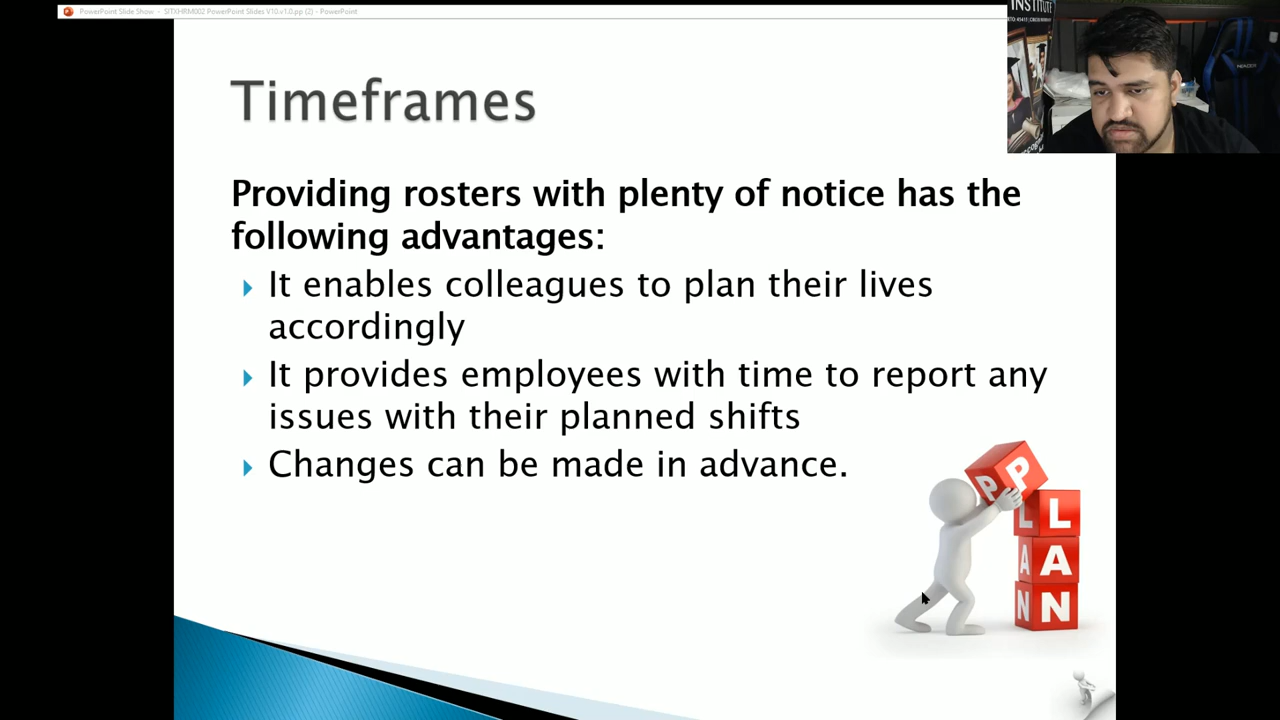 PowerPoint Slide Show - SITXHRM002 PowerPoint Slides V10.v1.0.pp (2) - PowerPoint
INSTITUTE
Timeframes
Providing rosters with plenty of notice has the
following advantages:
It enables colleagues to plan their lives
accordingly
It provides employees with time to report any
issues with their planned shifts
Changes can be made in advance.
P P
L L
A A
N N